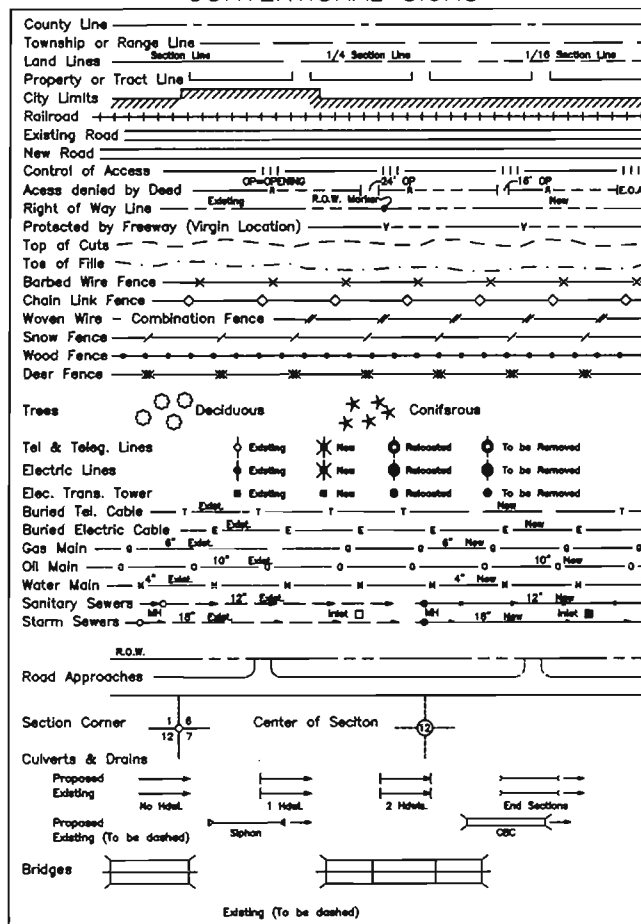 CONVENTIONAL SIGNS
County Line
Township or Range Line
Land Lines Section Line 1/4 Section Line 1/16 Section Line
Property or Tract Line
City Limits
Railroad
Existing Road
New Road
Control of Access
OP=OPENING 24' OP 16' OP
Acess denied by Dead A A A E.O.A
Right of Way Line Existing R.O.W. Marker New
Protected by Freeway (Virgin Location) Y Y
Top of Cuts
Toe of Fille
Barbed Wire Fence
Chain Link Fence
Woven Wire - Combination Fence
Snow Fence
Wood Fence
Deer Fence
Trees Deciduous Coniferous
Tel & Teleg. Lines Existing New Relocated To be Removed
Electric Lines Existing New Relocated To be Removed
Elec. Trans. Tower Existing New Relocated To be Removed
Buried Tel. Cable T Exist. T T T New T
Buried Electric Cable E Exist. E E E E New E
Gas Main G 6" Exist. G G 6" New G G
Oil Main O 10" Exist. O O O O 10" New O
Water Main 4" Exist. 4" New
Sanitary Sewers 12" Exist. 12" New
Starm Sewers MH 18" Exist. Inlet MH 18" New Inlet
R.O.W.
Road Approaches
Section Corner 1 6 12 7 Center of Seciton 12
Culverts & Drains
Proposed
Existing
No Hdwl. 1 Hdwl. 2 Hdwls. End Sections
Proposed
Existing (To be dashed) Siphon CBC
Bridges
Existing (To be dashed)